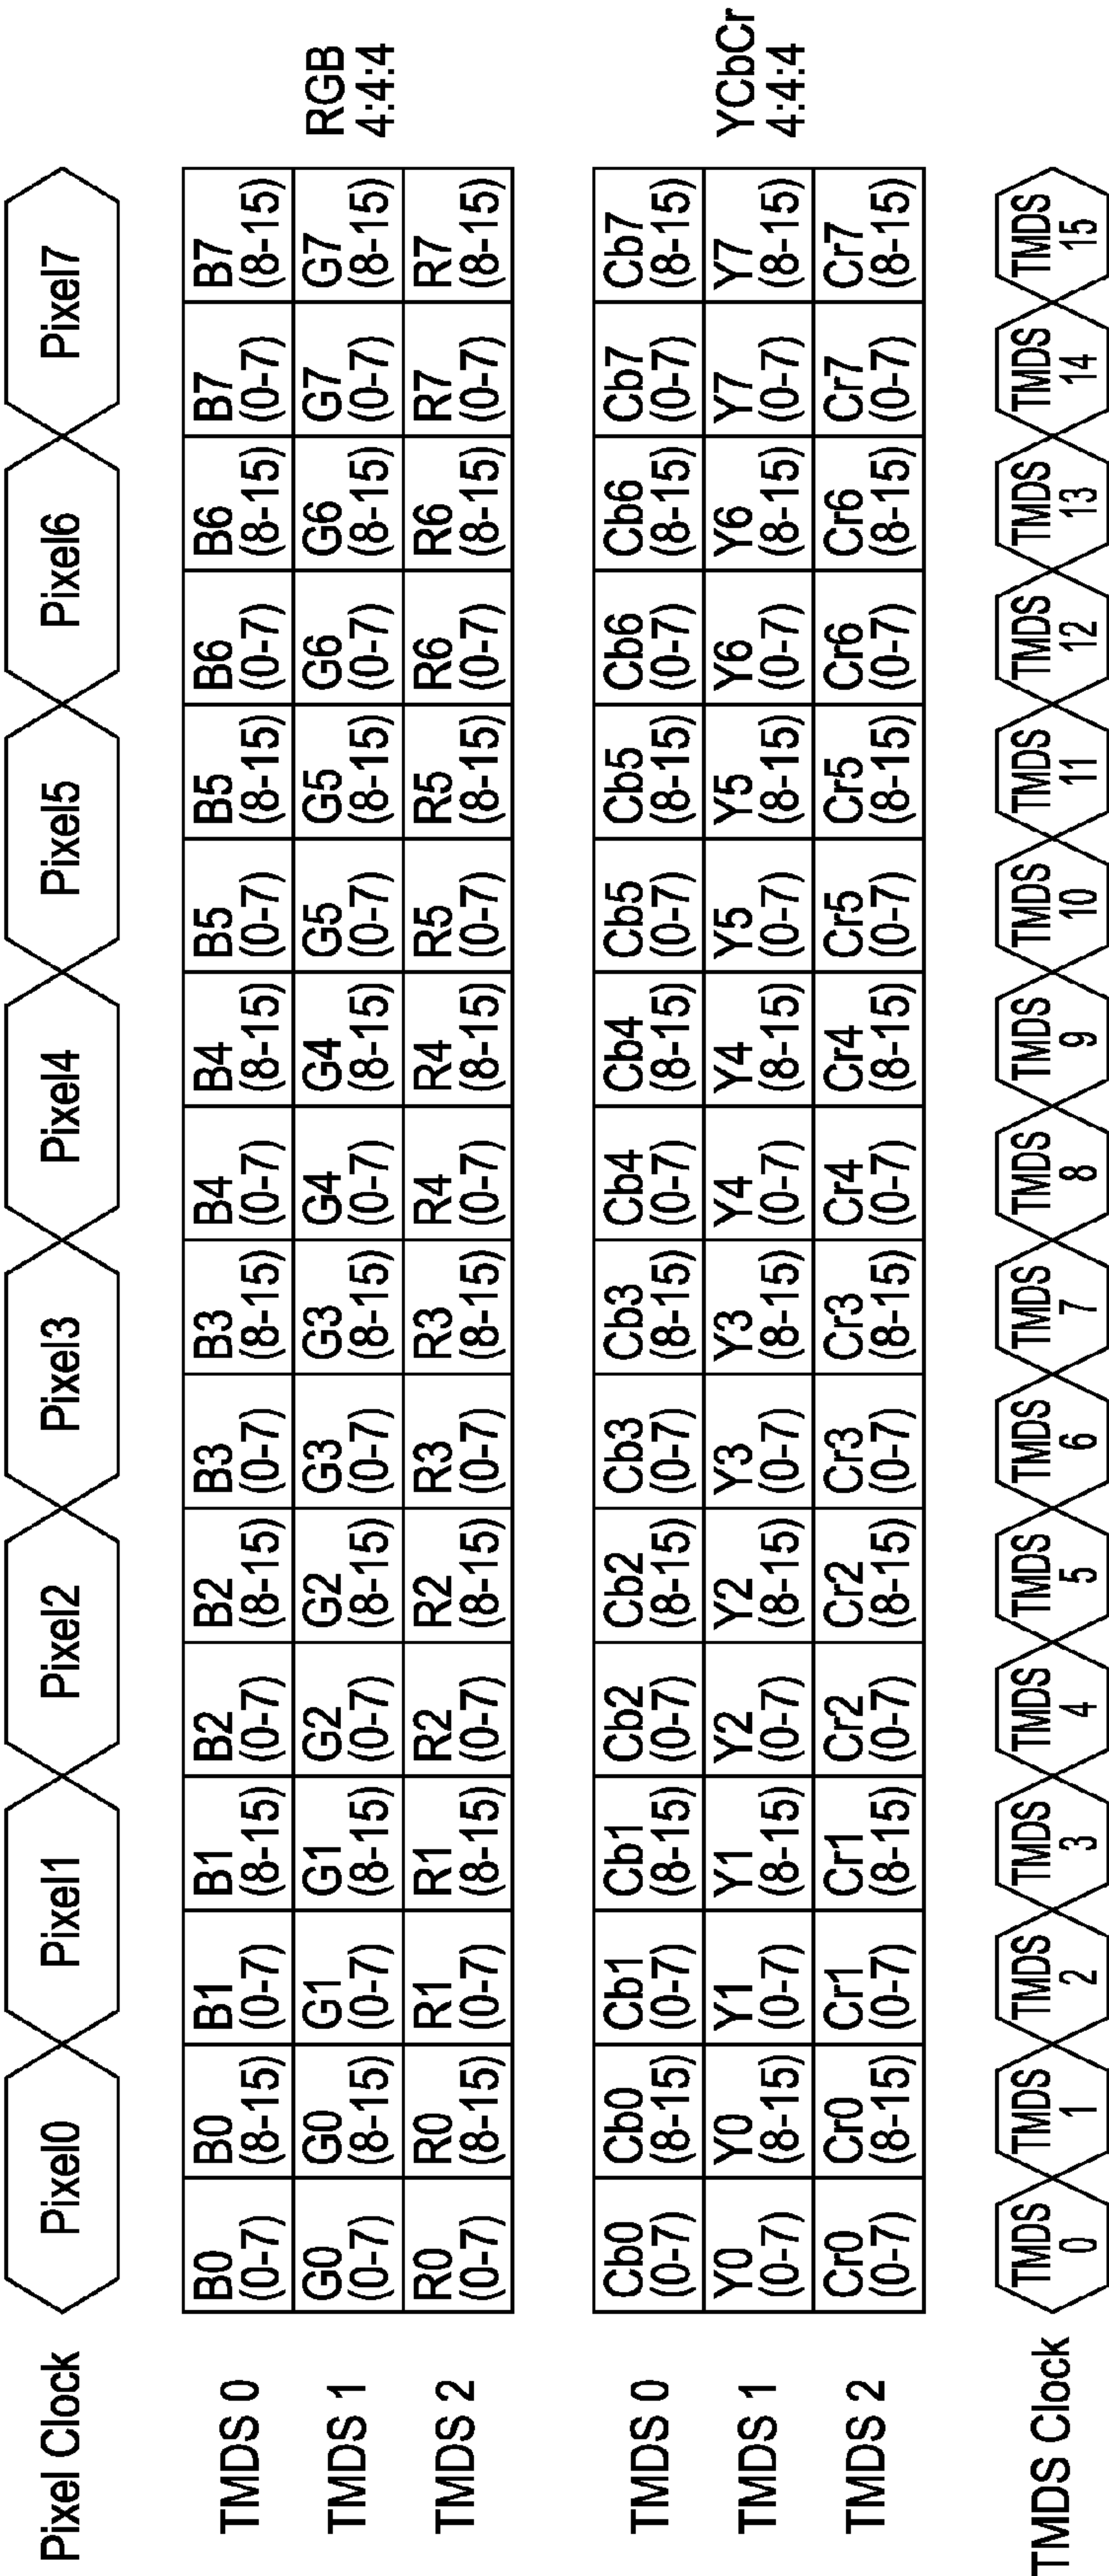 Pixel Clock Pixel0 Pixel1 Pixel2 Pixel3 Pixel4 Pixel5 Pixel6 Pixel7
TMDS 0 B0 B0 B1 B1 B2 B2 B3 B3 B4 B4 B5 B5 B6 B6 B7 B7
(0-7) (8-15) (0-7) (8-15) (0-7) (8-15) (0-7) (8-15) (0-7) (8-15) (0-7) (8-15) (0-7) (8-15) (0-7) (8-15)
TMDS 1 G0 G0 G1 G1 G2 G2 G3 G3 G4 G4 G5 G5 G6 G6 G7 G7 RGB
(0-7) (8-15) (0-7) (8-15) (0-7) (8-15) (0-7) (8-15) (0-7) (8-15) (0-7) (8-15) (0-7) (8-15) (0-7) (8-15) 4:4:4
TMDS 2 R0 R0 R1 R1 R2 R2 R3 R3 R4 R4 R5 R5 R6 R6 R7 R7
(0-7) (8-15) (0-7) (8-15) (0-7) (8-15) (0-7) (8-15) (0-7) (8-15) (0-7) (8-15) (0-7) (8-15) (0-7) (8-15)
TMDS 0 Cb0 Cb0 Cb1 Cb1 Cb2 Cb2 Cb3 Cb3 Cb4 Cb4 Cb5 Cb5 Cb6 Cb6 Cb7 Cb7
(0-7) (8-15) (0-7) (8-15) (0-7) (8-15) (0-7) (8-15) (0-7) (8-15) (0-7) (8-15) (0-7) (8-15) (0-7) (8-15)
TMDS 1 Y0 Y0 Y1 Y1 Y2 Y2 Y3 Y3 Y4 Y4 Y5 Y5 Y6 Y6 Y7 Y7 YCbCr
(0-7) (8-15) (0-7) (8-15) (0-7) (8-15) (0-7) (8-15) (0-7) (8-15) (0-7) (8-15) (0-7) (8-15) (0-7) (8-15) 4:4:4
TMDS 2 Cr0 Cr0 Cr1 Cr1 Cr2 Cr2 Cr3 Cr3 Cr4 Cr4 Cr5 Cr5 Cr6 Cr6 Cr7 Cr7
(0-7) (8-15) (0-7) (8-15) (0-7) (8-15) (0-7) (8-15) (0-7) (8-15) (0-7) (8-15) (0-7) (8-15) (0-7) (8-15)
TMDS Clock TMDS TMDS TMDS TMDS TMDS TMDS TMDS TMDS TMDS TMDS TMDS TMDS TMDS TMDS TMDS TMDS
0 1 2 3 4 5 6 7 8 9 10 11 12 13 14 15